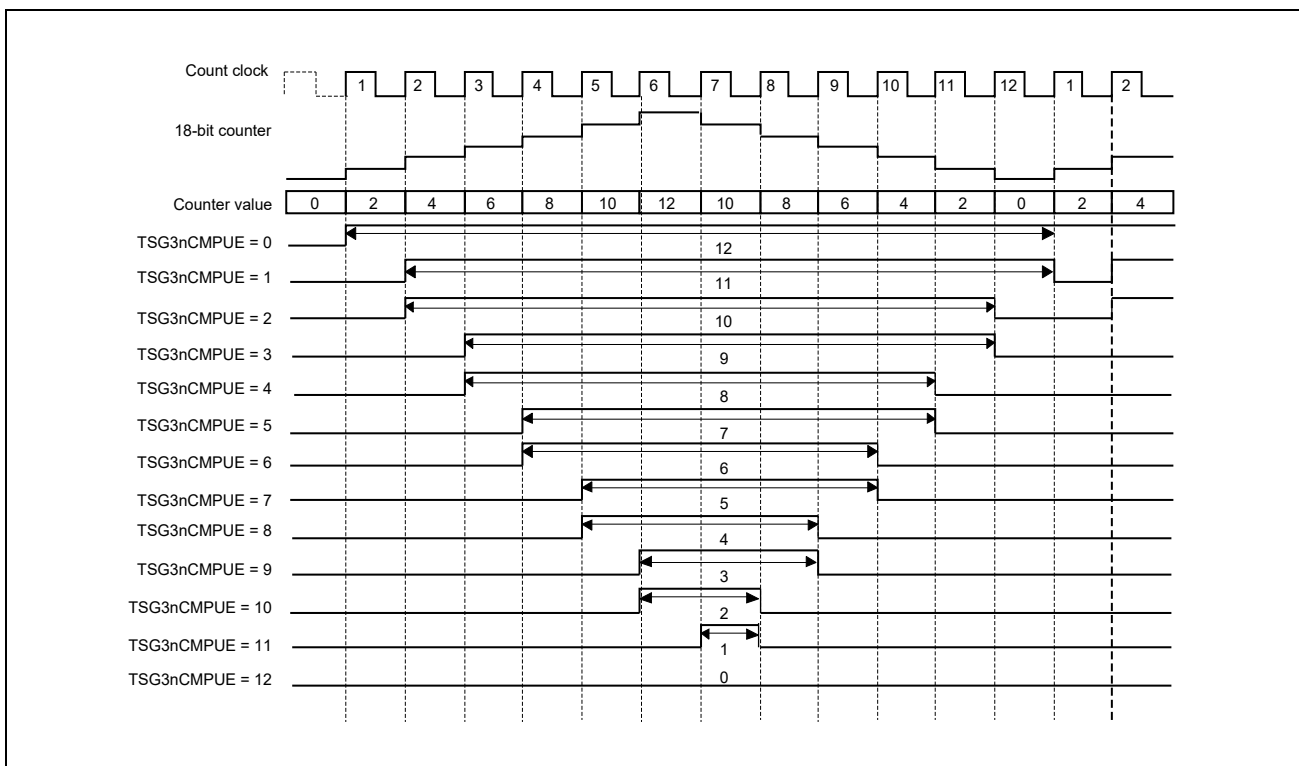 Count clock 1 2 3 4 5 6 7 8 9 10 11 12 1 2
18-bit counter
Counter value 0 2 4 6 8 10 12 10 8 6 4 2 0 2 4
TSG3nCMPUE = 0
12
TSG3nCMPUE = 1
11
TSG3nCMPUE = 2
10
TSG3nCMPUE = 3
9
TSG3nCMPUE = 4
8
TSG3nCMPUE = 5
7
TSG3nCMPUE = 6
6
TSG3nCMPUE = 7
5
TSG3nCMPUE = 8
4
TSG3nCMPUE = 9
3
TSG3nCMPUE = 10
2
TSG3nCMPUE = 11
1
TSG3nCMPUE = 12 0